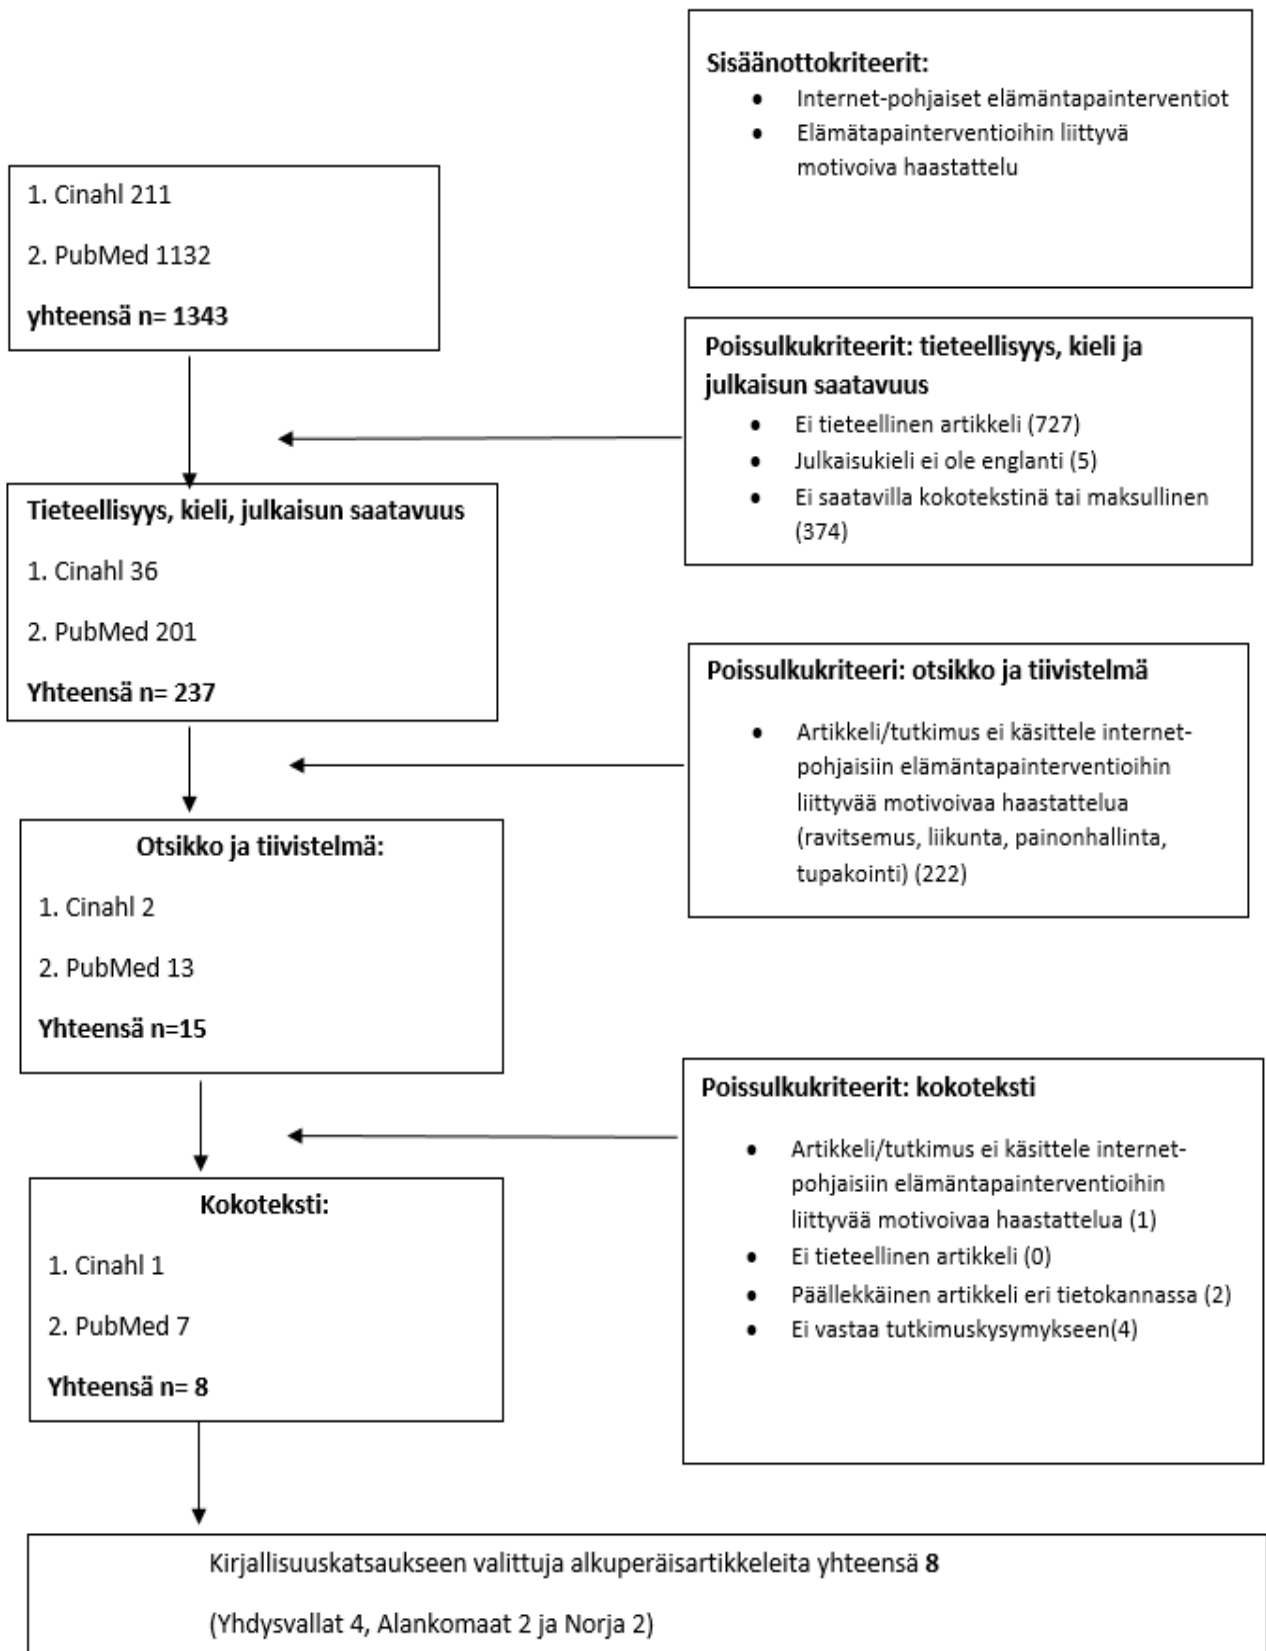 Sisäänottokriteerit:
• Internet-pohjaiset elämäntapainterventiot
• Elämätapainterventioihin liittyvä
motivoiva haastattelu
1. Cinahl 211
2. PubMed 1132
yhteensä n= 1343
Poissulkukriteerit: tieteellisyys, kieli ja
julkaisun saatavuus
• Ei tieteellinen artikkeli (727)
• Julkaisukieli ei ole englanti (5)
• Ei saatavilla kokotekstinä tai maksullinen
(374)
Tieteellisyys, kieli, julkaisun saatavuus
1. Cinahl 36
2. PubMed 201
Yhteensä n= 237
Poissulkukriteeri: otsikko ja tiivistelmä
• Artikkeli/tutkimus ei käsittele internet-
pohjaisiin elämäntapainterventioihin
liittyvää motivoivaa haastattelua
(ravitsemus, liikunta, painonhallinta,
tupakointi) (222)
Otsikko ja tiivistelmä:
1. Cinahl 2
2. PubMed 13
Yhteensä n=15
Poissulkukriteerit: kokoteksti
• Artikkeli/tutkimus ei käsittele internet-
pohjaisiin elämäntapainterventioihin
liittyvää motivoivaa haastattelua (1)
• Ei tieteellinen artikkeli (0)
• Päällekkäinen artikkeli eri tietokannassa (2)
• Ei vastaa tutkimuskysymykseen(4)
Kokoteksti:
1. Cinahl 1
2. PubMed 7
Yhteensä n= 8
Kirjallisuuskatsaukseen valittuja alkuperäisartikkeleita yhteensä 8
(Yhdysvallat 4, Alankomaat 2 ja Norja 2)